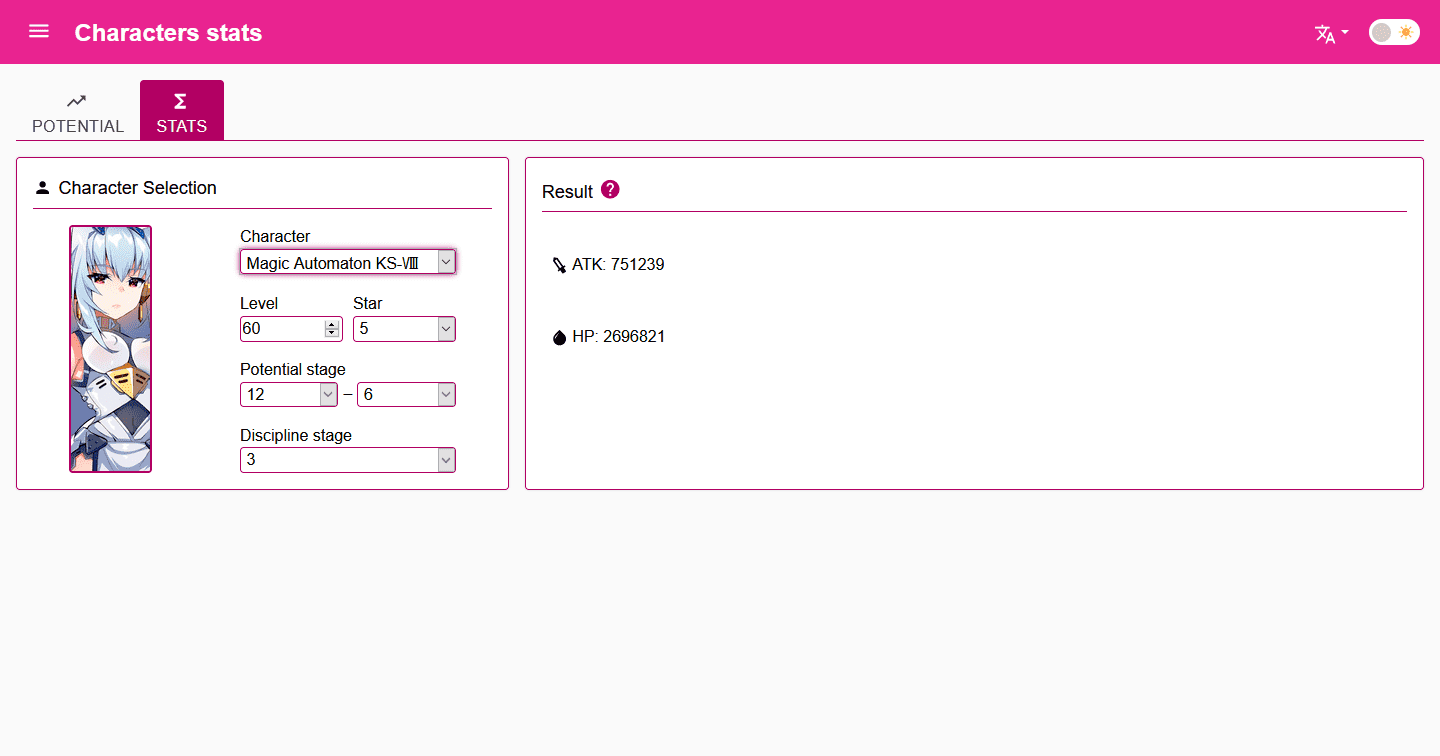 Characters stats
POTENTIAL
STATS
Character Selection
Character
Magic Automaton KS-Ⅷ
Level
Star
60
5
Potential stage
12 – 6
Discipline stage
3
Result
ATK: 751239
HP: 2696821